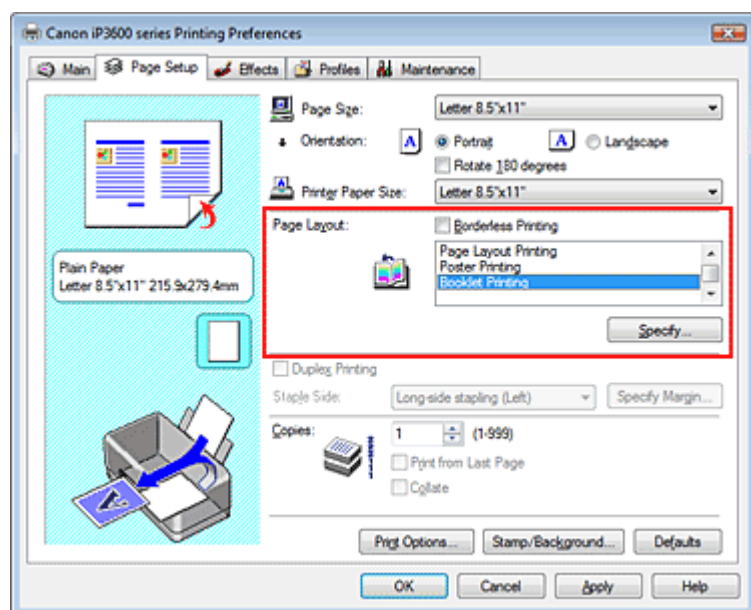 Canon iP3600 series Printing Preferences
Main Page Setup Effects Profiles Maintenance
Page Size: Letter 8.5"x11"
Orientation: A Portrait A Landscape
Rotate 180 degrees
Printer Paper Size: Letter 8.5"x11"
Page Layout: Borderless Printing
Page Layout Printing
Poster Printing
Booklet Printing
Specify...
Plain Paper
Letter 8.5"x11" 215.9x279.4mm
Duplex Printing
Staple Side: Long-side stapling (Left) Specify Margin...
Copies: 1 (1-999)
Print from Last Page
Collate
Print Options... Stamp/Background... Defaults
OK Cancel Apply Help